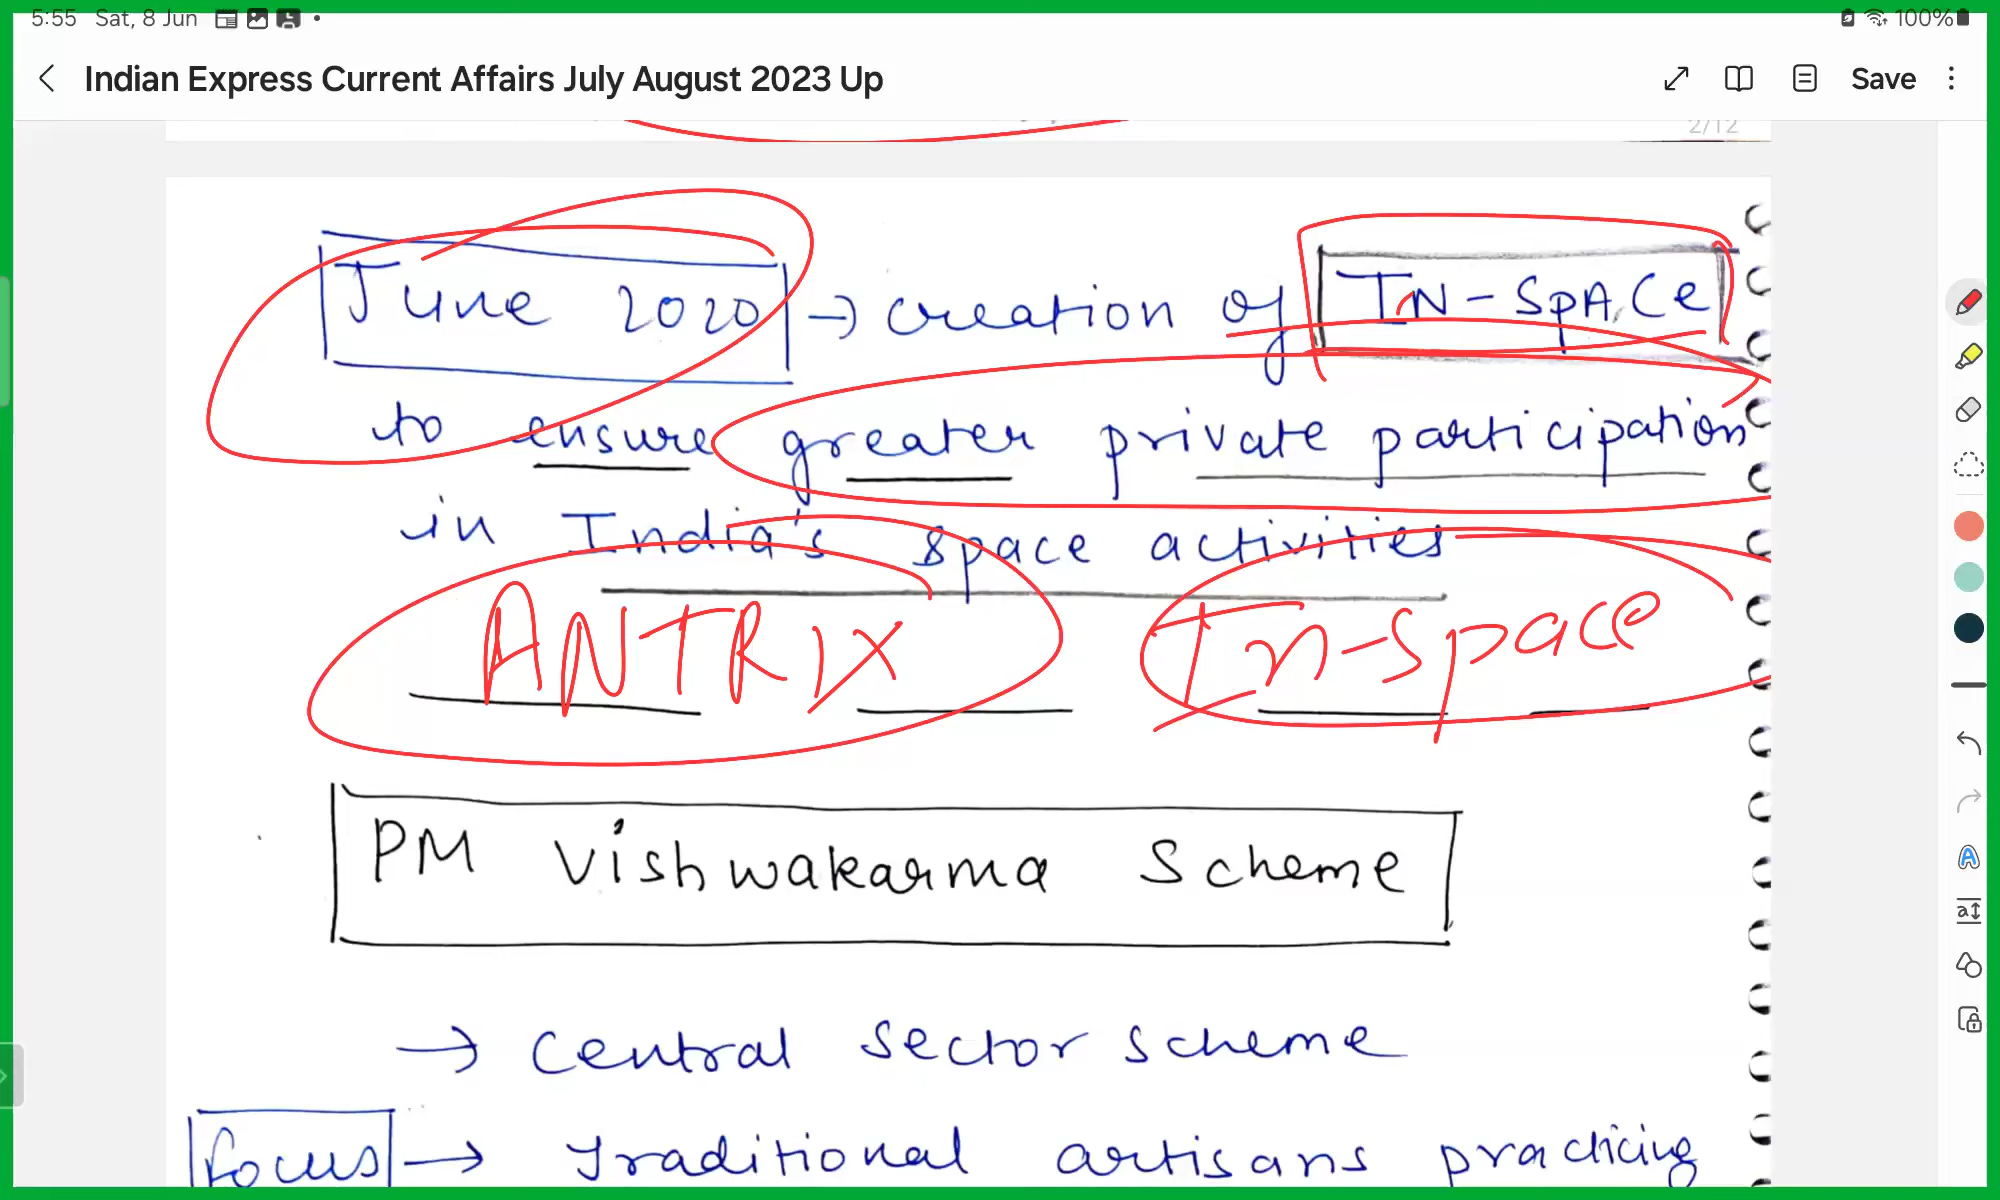 5:55 Sat, 8 Jun 100%
Indian Express Current Affairs July August 2023 Up Save
2/12
June 2020 → creation of IN-SpACe
to ensure greater private participation
in India's space activities
ANTRIX In-Space
PM Vishwakarma Scheme
→ Central Sector scheme
focus → Traditional artisans practicing